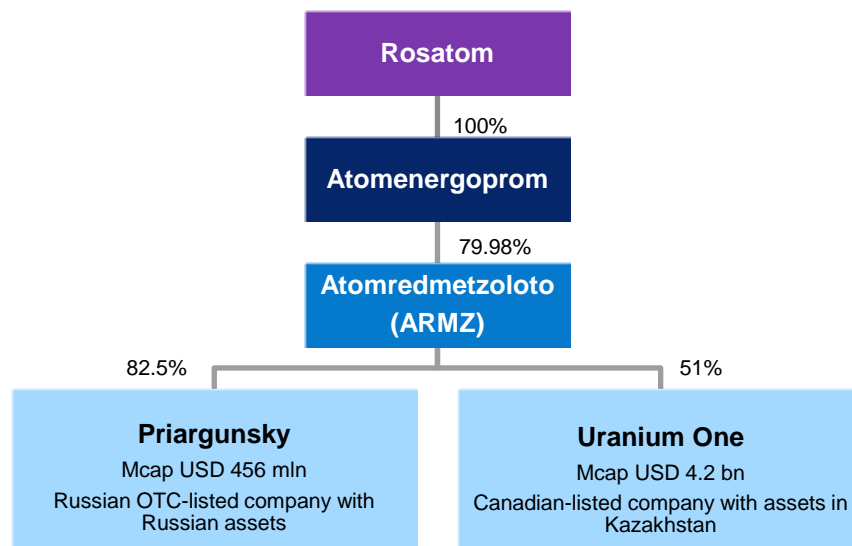 Rosatom
100%
Atomenergoprom
79.98%
Atomredmetzoloto
(ARMZ)
82.5%
51%
Priargunsky
Mcap USD 456 mln
Russian OTC-listed company with
Russian assets
Uranium One
Mcap USD 4.2 bn
Canadian-listed company with assets in
Kazakhstan